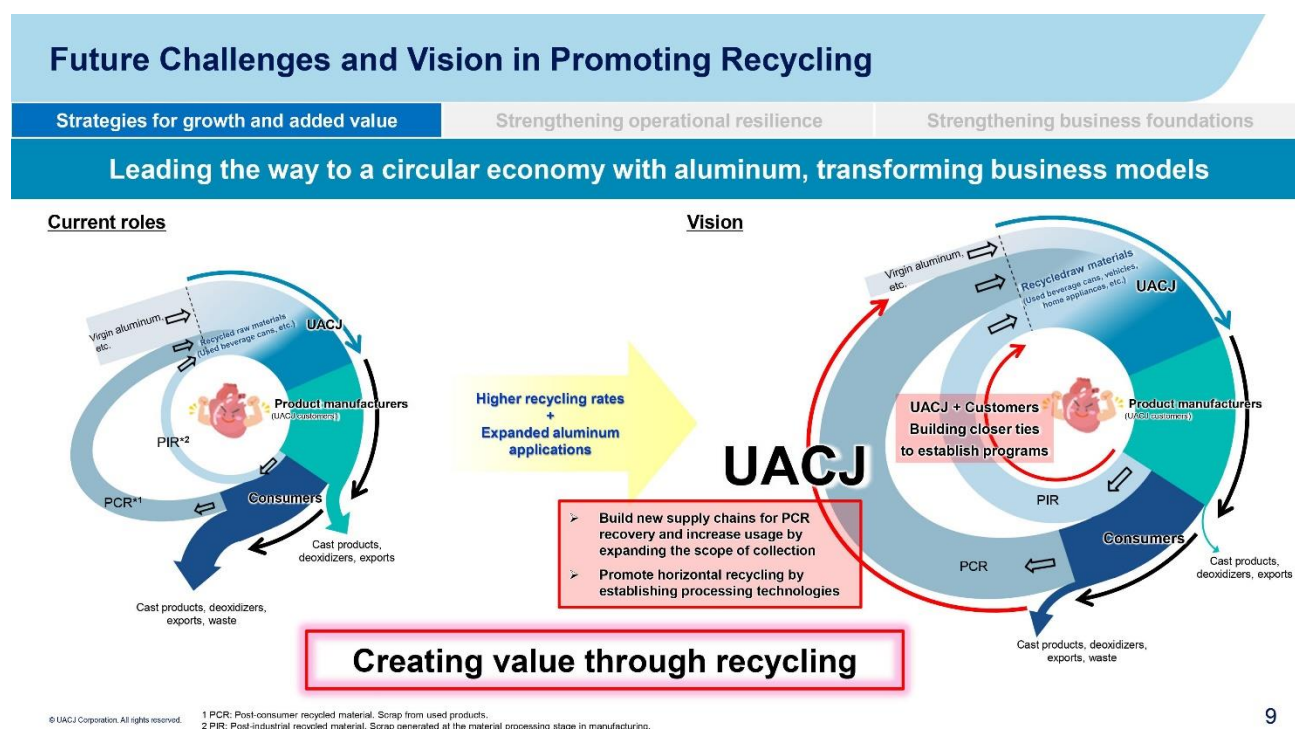 Future Challenges and Vision in Promoting Recycling
Strategies for growth and added value
Strengthening operational resilience
Strengthening business foundations
Leading the way to a circular economy with aluminum, transforming business models
Current roles
Virgin aluminum,
etc.
Recycled raw materials
(Used beverage cans, etc.)
UACJ
Product manufacturers
(UACJ customers)
PIR*2
PCR*1
Consumers
Cast products,
deoxidizers, exports
Cast products, deoxidizers,
exports, waste
Higher recycling rates
+
Expanded aluminum
applications
Vision
Virgin aluminum,
etc.
Recycledraw materials
(Used beverage cans, vehicles,
home appliances, etc.)
UACJ
UACJ + Customers
Building closer ties
to establish programs
Product manufacturers
(UACJ customers)
UACJ
PIR
PCR
Consumers
Cast products,
deoxidizers, exports
Cast products, deoxidizers,
exports, waste
➢ Build new supply chains for PCR
recovery and increase usage by
expanding the scope of collection
➢ Promote horizontal recycling by
establishing processing technologies
Creating value through recycling
© UACJ Corporation. All rights reserved.
1 PCR: Post-consumer recycled material. Scrap from used products.
2 PIR: Post-industrial recycled material. Scrap generated at the material processing stage in manufacturing.
9